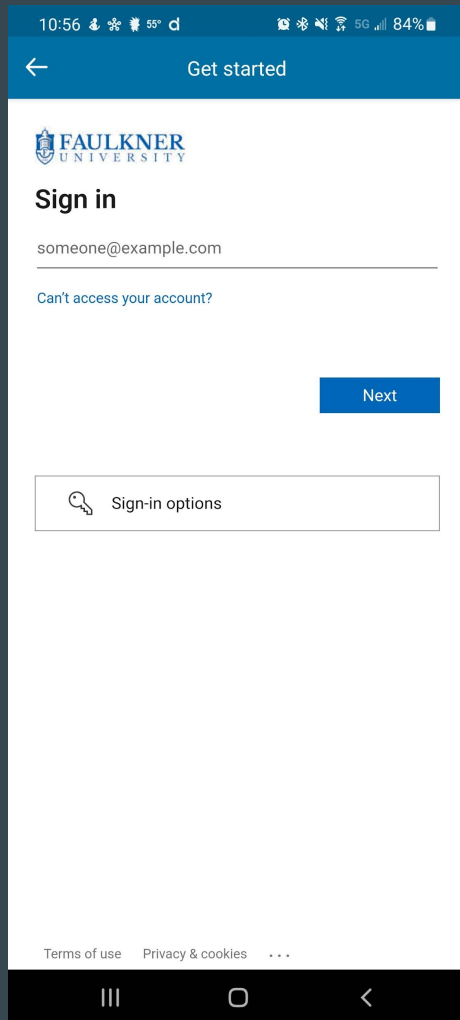 10:56 55° d 5G 84%
Get started
FAULKNER
UNIVERSITY
Sign in
someone@example.com
Can't access your account?
Next
Sign-in options
Terms of use Privacy & cookies ...